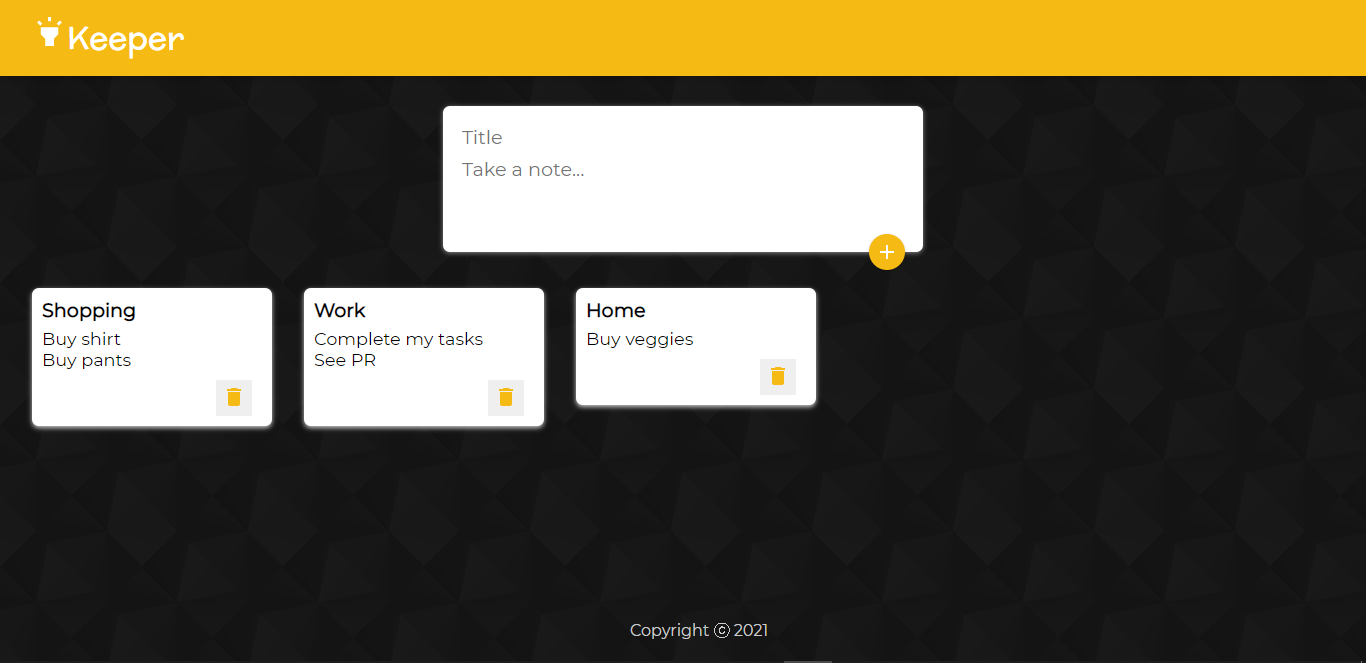 Keeper
Title
Take a note...
Shopping
Buy shirt
Buy pants
Work
Complete my tasks
See PR
Home
Buy veggies
Copyright ⓒ 2021